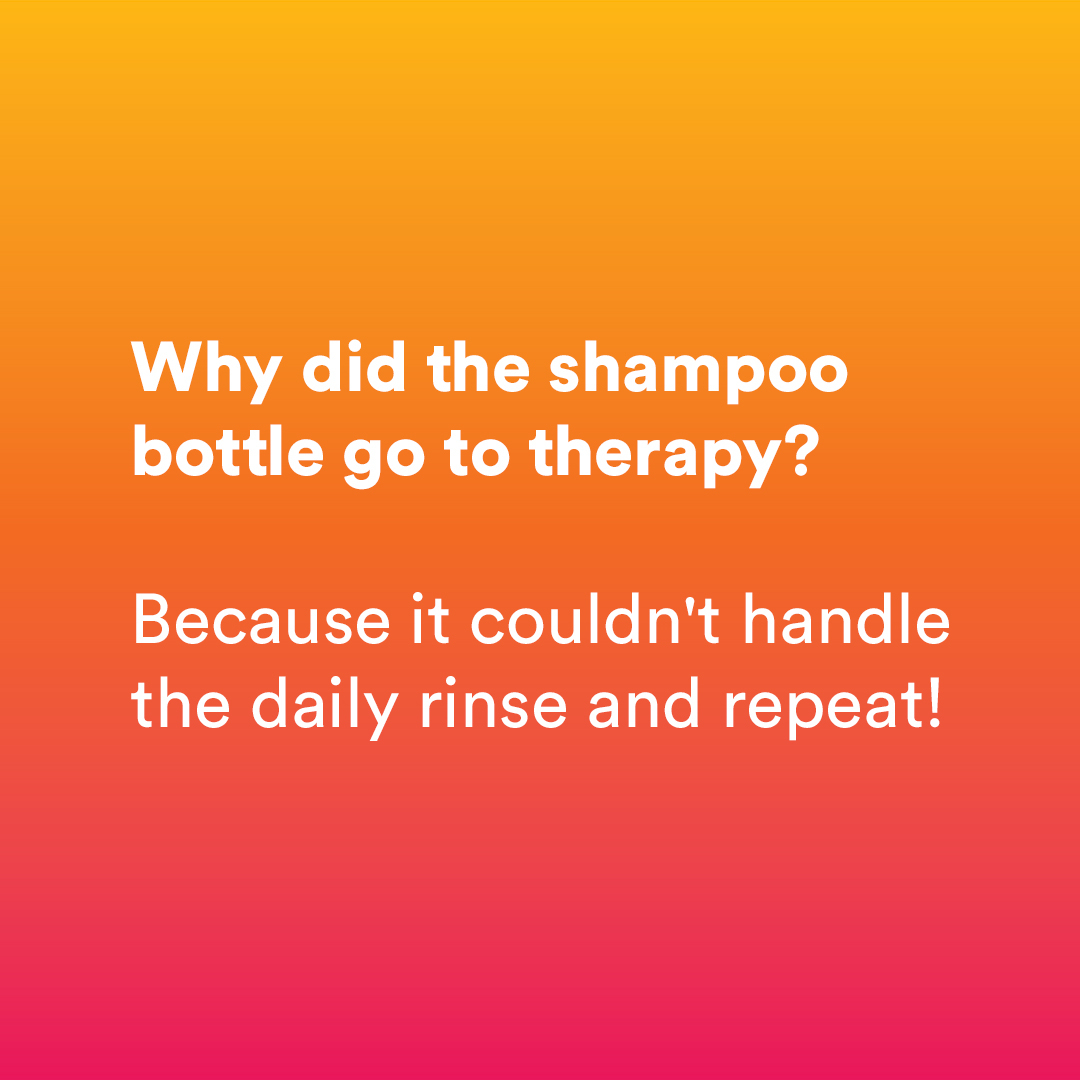 Why did the shampoo
bottle go to therapy?
Because it couldn't handle
the daily rinse and repeat!